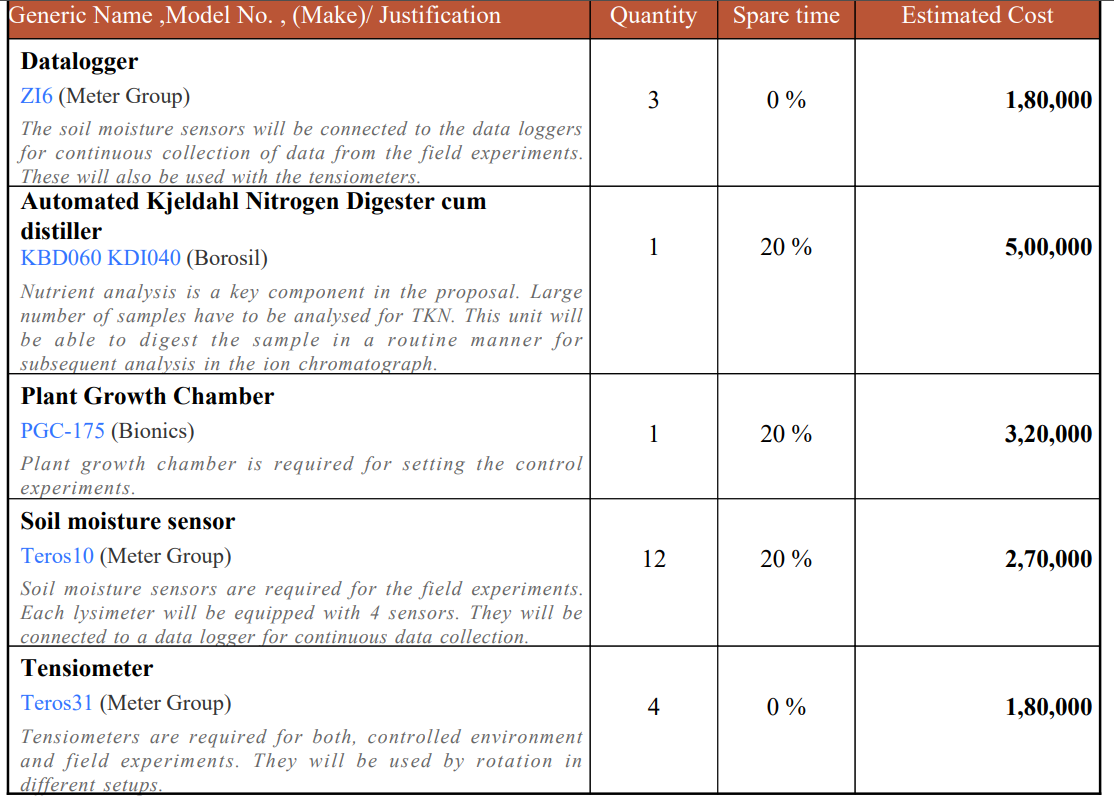 Generic Name ,Model No. , (Make)/ Justification Quantity Spare time Estimated Cost
Datalogger
ZI6 (Meter Group) 3 0 % 1,80,000
The soil moisture sensors will be connected to the data loggers
for continuous collection of data from the field experiments.
These will also be used with the tensiometers.
Automated Kjeldahl Nitrogen Digester cum
distiller
KBD060 KDI040 (Borosil) 1 20 % 5,00,000
Nutrient analysis is a key component in the proposal. Large
number of samples have to be analysed for TKN. This unit will
be able to digest the sample in a routine manner for
subsequent analysis in the ion chromatograph.
Plant Growth Chamber
PGC-175 (Bionics) 1 20 % 3,20,000
Plant growth chamber is required for setting the control
experiments.
Soil moisture sensor
Teros10 (Meter Group) 12 20 % 2,70,000
Soil moisture sensors are required for the field experiments.
Each lysimeter will be equipped with 4 sensors. They will be
connected to a data logger for continuous data collection.
Tensiometer
Teros31 (Meter Group) 4 0 % 1,80,000
Tensiometers are required for both, controlled environment
and field experiments. They will be used by rotation in
different setups.